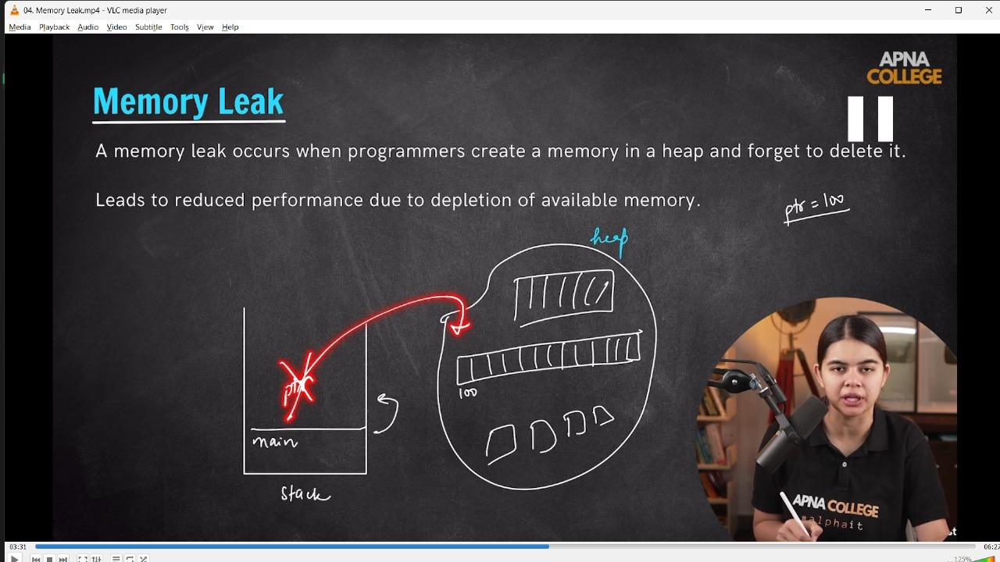 04. Memory Leak.mp4 - VLC media player
Media Playback Audio Video Subtitle Tools View Help
APNA
COLLEGE
Memory Leak
A memory leak occurs when programmers create a memory in a heap and forget to delete it.
Leads to reduced performance due to depletion of available memory.
ptr = 100
heap
ptr
100
main
stack
APNA COLLEGE
#alphait
st
03:31
06:27
125%